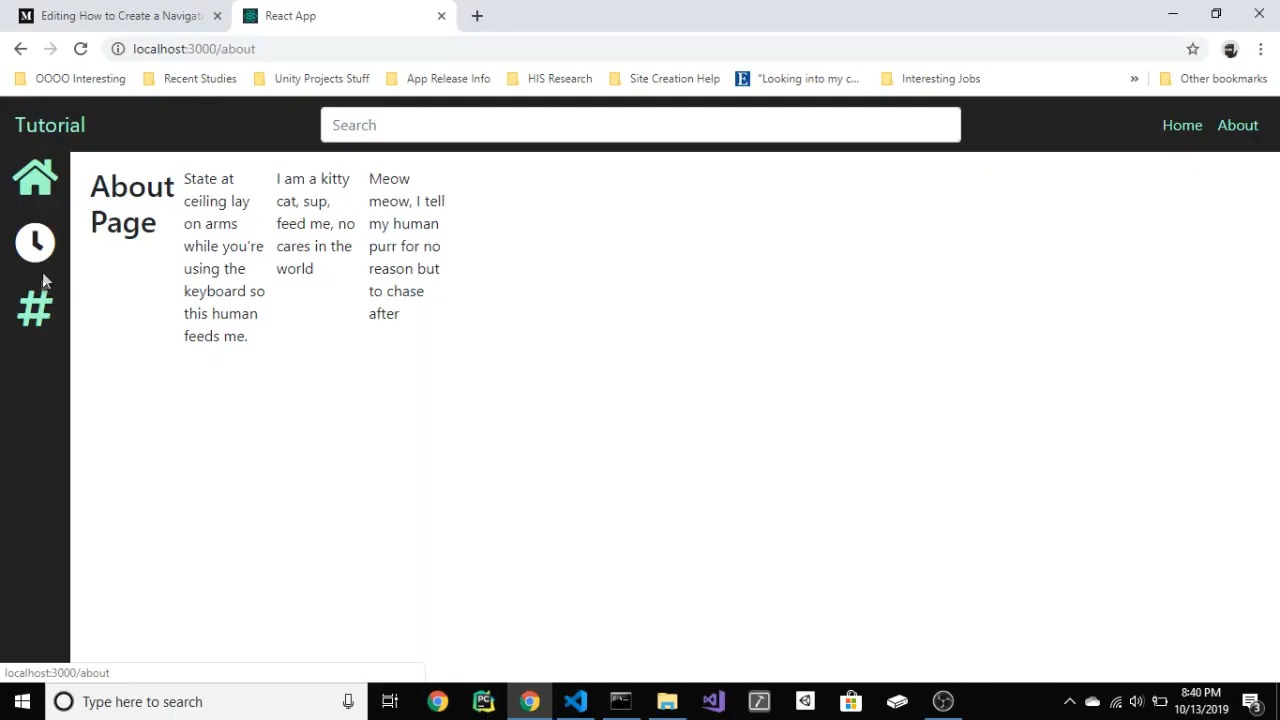 Editing How to Create a Navigati
React App
localhost:3000/about
OOOO Interesting
Recent Studies
Unity Projects Stuff
App Release Info
HIS Research
Site Creation Help
"Looking into my c...
Interesting Jobs
»
Other bookmarks
Tutorial
Search
Home
About
About
Page
State at
ceiling lay
on arms
while you're
using the
keyboard so
this human
feeds me.
I am a kitty
cat, sup,
feed me, no
cares in the
world
Meow
meow, I tell
my human
purr for no
reason but
to chase
after
localhost:3000/about
Type here to search
6:40 PM
10/13/2019
3